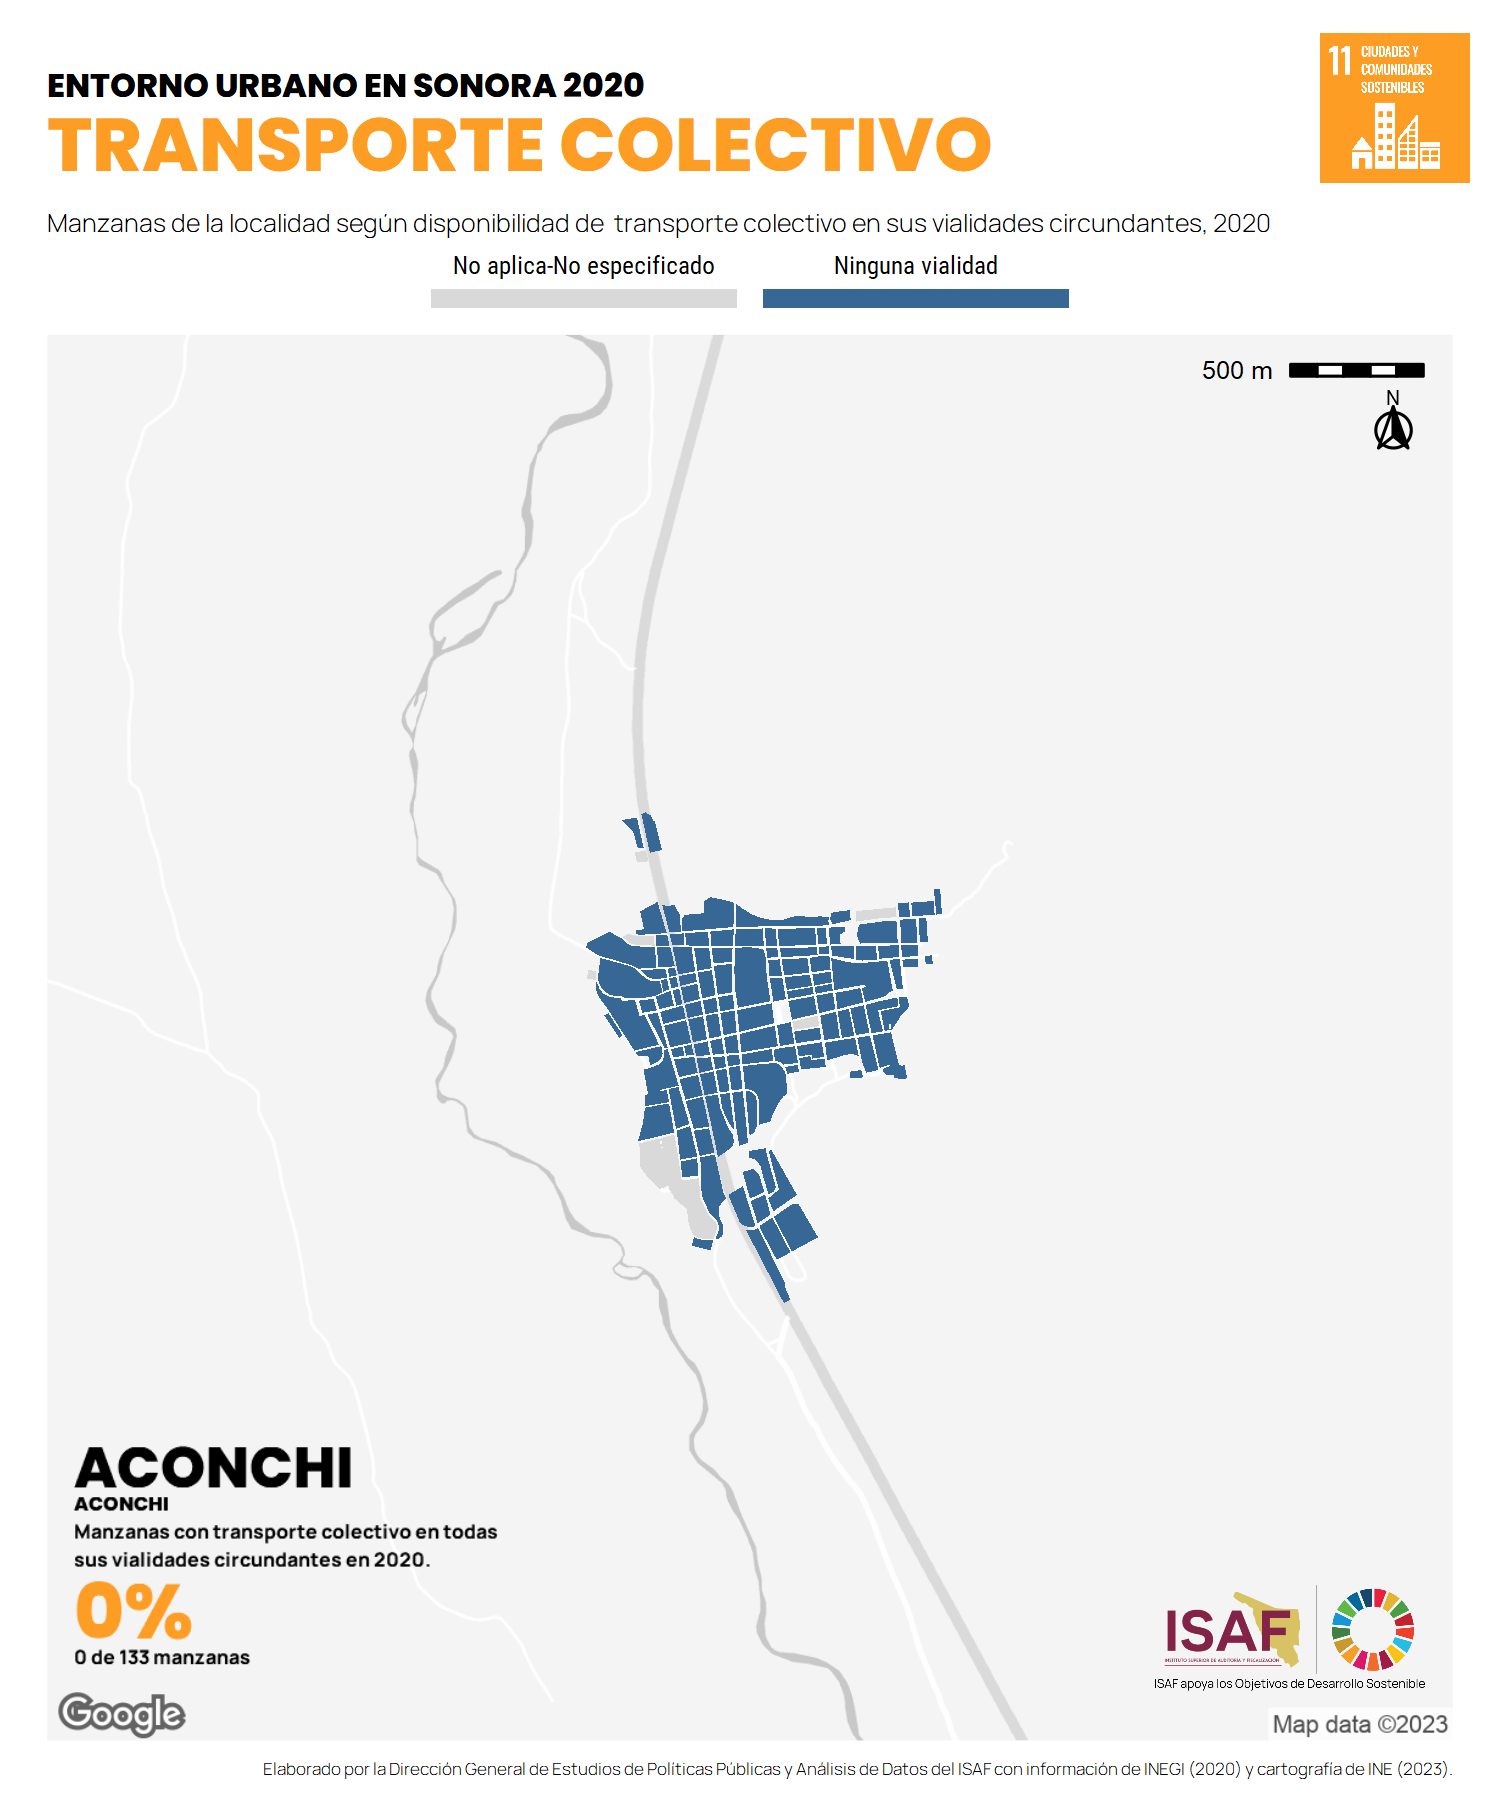 ENTORNO URBANO EN SONORA 2020
TRANSPORTE COLECTIVO
11 CIUDADES Y
COMUNIDADES
SOSTENIBLES
Manzanas de la localidad según disponibilidad de transporte colectivo en sus vialidades circundantes, 2020
No aplica-No especificado
Ninguna vialidad
500 m
N
ACONCHI
ACONCHI
Manzanas con transporte colectivo en todas
sus vialidades circundantes en 2020.
0%
0 de 133 manzanas
Google
ISAF
INSTITUTO SUPERIOR DE AUDITORÍA Y FISCALIZACIÓN
ISAF apoya los Objetivos de Desarrollo Sostenible
Map data ©2023
Elaborado por la Dirección General de Estudios de Políticas Públicas y Análisis de Datos del ISAF con información de INEGI (2020) y cartografía de INE (2023).